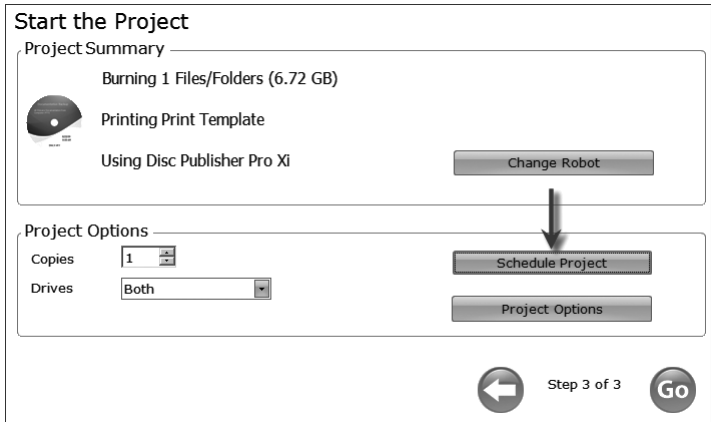 Start the Project
Project Summary
Burning 1 Files/Folders (6.72 GB)
Printing Print Template
Using Disc Publisher Pro Xi
Change Robot
Project Options
Copies
1
Schedule Project
Drives
Both
Project Options
Step 3 of 3
Go